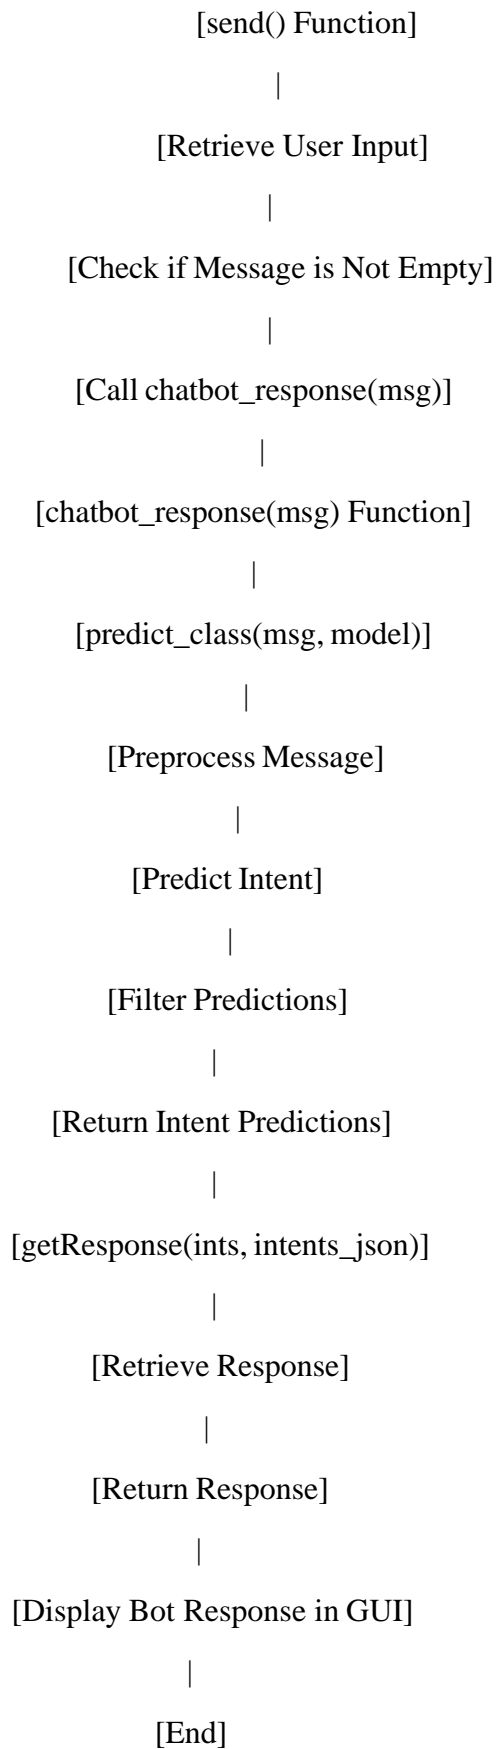 [send() Function]
|
[Retrieve User Input]
|
[Check if Message is Not Empty]
|
[Call chatbot_response(msg)]
|
[chatbot_response(msg) Function]
|
[predict_class(msg, model)]
|
[Preprocess Message]
|
[Predict Intent]
|
[Filter Predictions]
|
[Return Intent Predictions]
|
[getResponse(ints, intents_json)]
|
[Retrieve Response]
|
[Return Response]
|
[Display Bot Response in GUI]
|
[End]